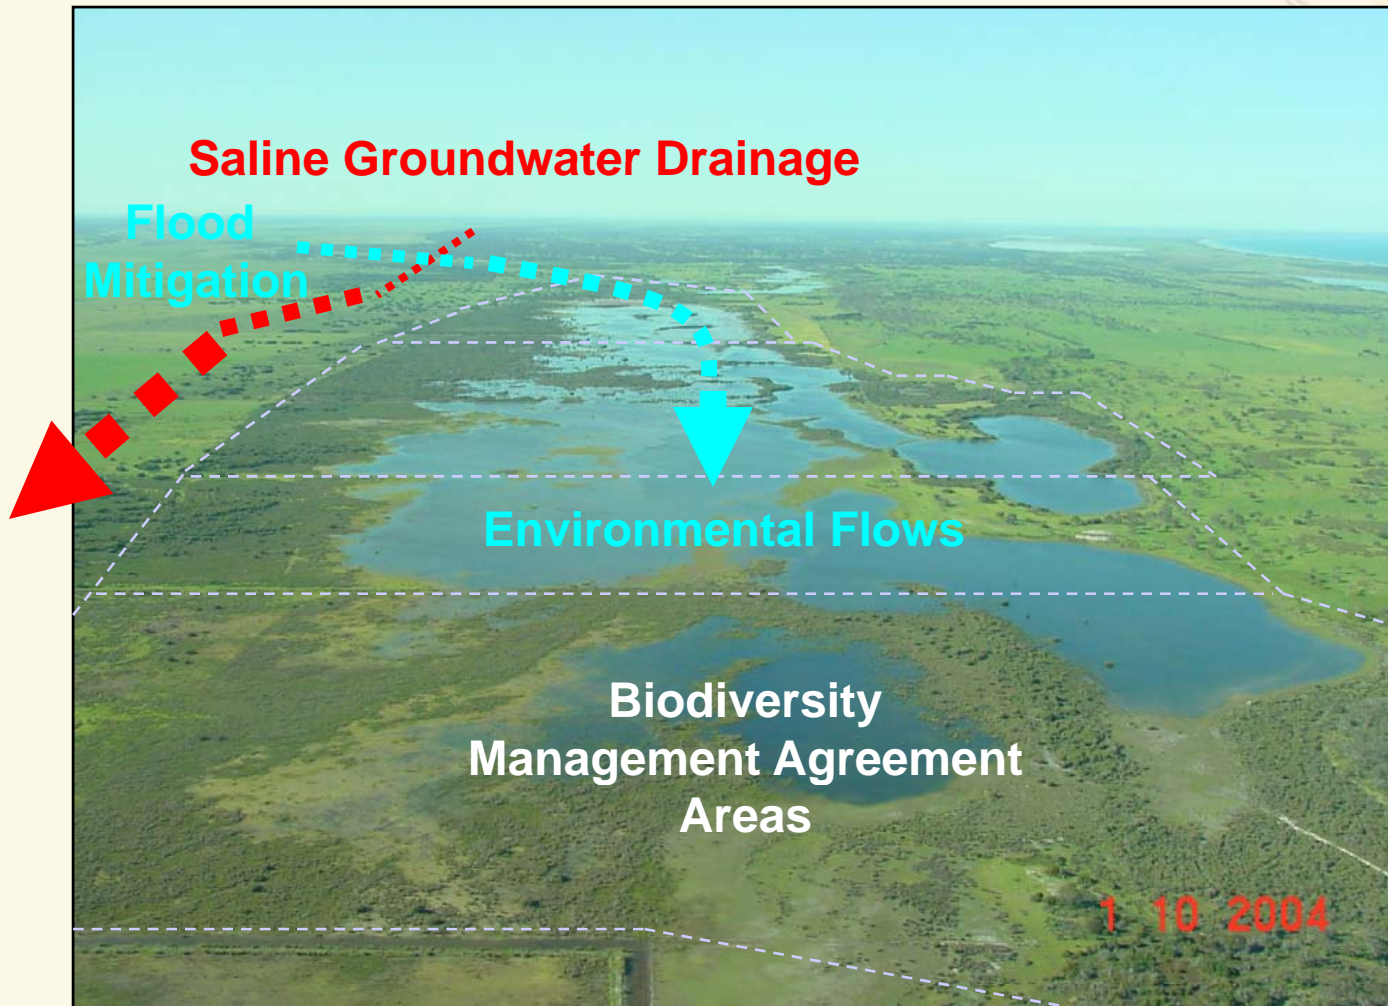 Saline Groundwater Drainage
Flood
Mitigation
Environmental Flows
Biodiversity
Management Agreement
Areas
1 10 2004